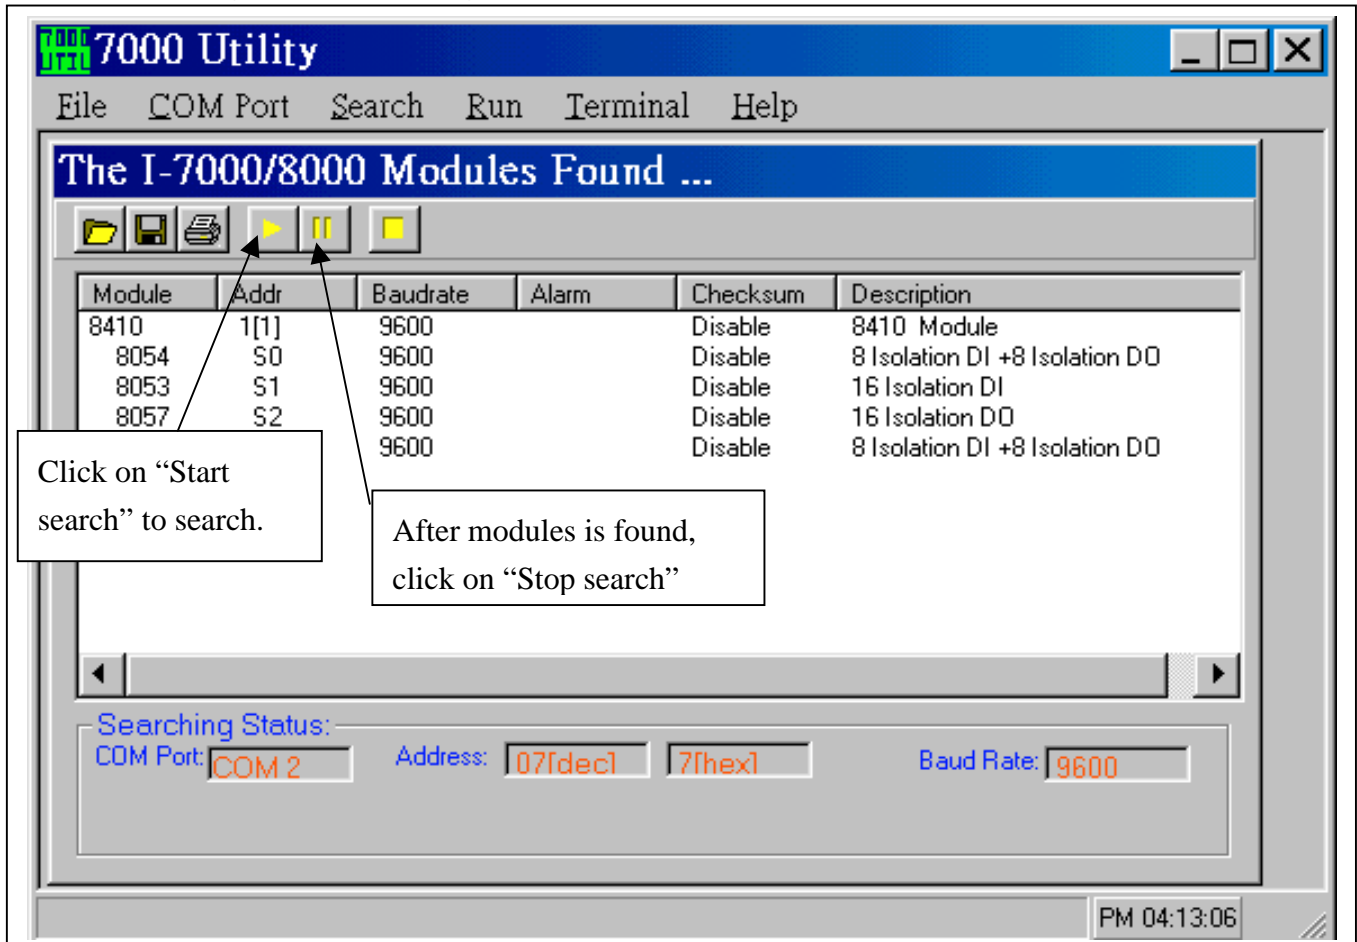 7000 Utility
File COM Port Search Run Terminal Help
The I-7000/8000 Modules Found ...
Module Addr Baudrate Alarm Checksum Description
8410 1[1] 9600 Disable 8410 Module
8054 S0 9600 Disable 8 Isolation DI +8 Isolation DO
8053 S1 9600 Disable 16 Isolation DI
8057 S2 9600 Disable 16 Isolation DO
9600 Disable 8 Isolation DI +8 Isolation DO
Click on “Start
search” to search.
After modules is found,
click on “Stop search”
Searching Status:
COM Port: COM 2 Address: 07[dec] 7[hex] Baud Rate: 9600
PM 04:13:06